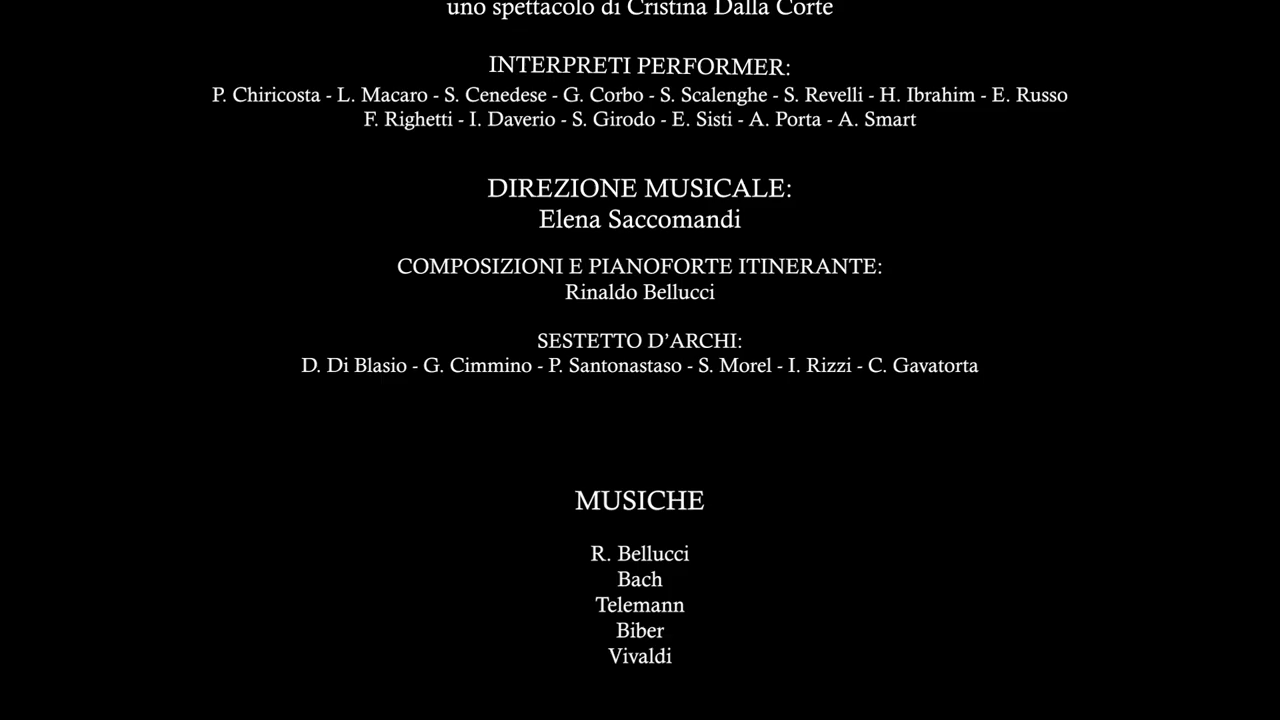 uno spettacolo di Cristina Dalla Corte
INTERPRETI PERFORMER:
P. Chiricosta - L. Macaro - S. Cenedese - G. Corbo - S. Scalenghe - S. Revelli - H. Ibrahim - E. Russo
F. Righetti - I. Daverio - S. Girodo - E. Sisti - A. Porta - A. Smart
DIREZIONE MUSICALE:
Elena Saccomandi
COMPOSIZIONI E PIANOFORTE ITINERANTE:
Rinaldo Bellucci
SESTETTO D’ARCHI:
D. Di Blasio - G. Cimmino - P. Santonastaso - S. Morel - I. Rizzi - C. Gavatorta
MUSICHE
R. Bellucci
Bach
Telemann
Biber
Vivaldi